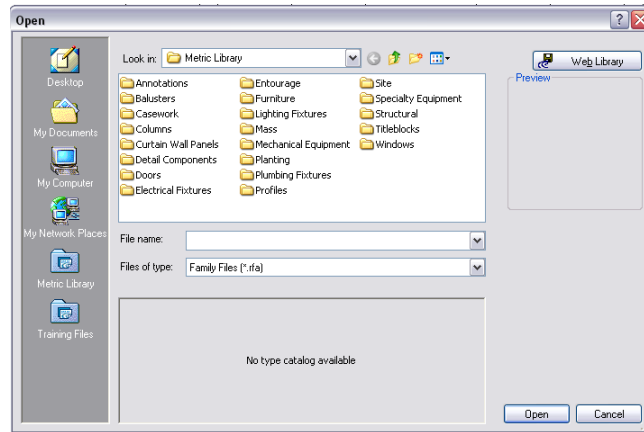 Open
Look in: Metric Library
Web Library
Desktop
My Documents
My Computer
My Network Places
Metric Library
Training Files
Annotations
Balusters
Casework
Columns
Curtain Wall Panels
Detail Components
Doors
Electrical Fixtures
Entourage
Furniture
Lighting Fixtures
Mass
Mechanical Equipment
Planting
Plumbing Fixtures
Profiles
Site
Specialty Equipment
Structural
Titleblocks
Windows
Preview
File name:
Files of type: Family Files (*.rfa)
No type catalog available
Open
Cancel